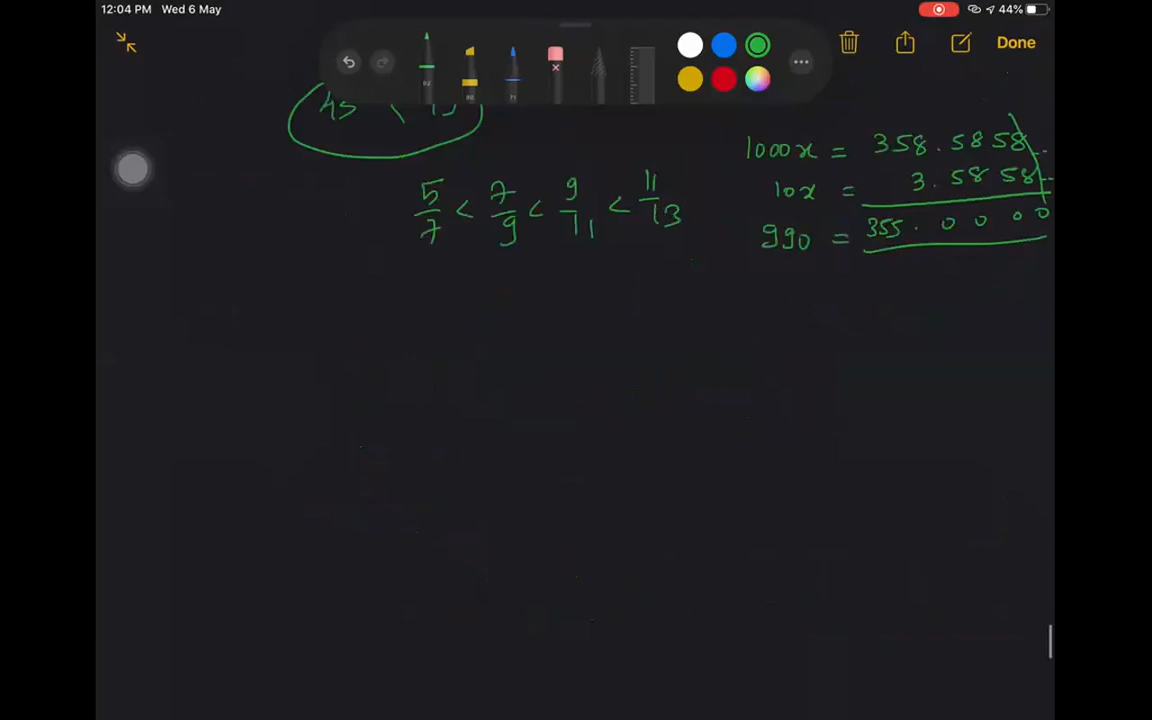 12:04 PM Wed 6 May
44%
Done
5/7 < 7/9 < 9/11 < 11/13
1000x = 358.5858..
10x = 3.5858..
990 = 355.0000